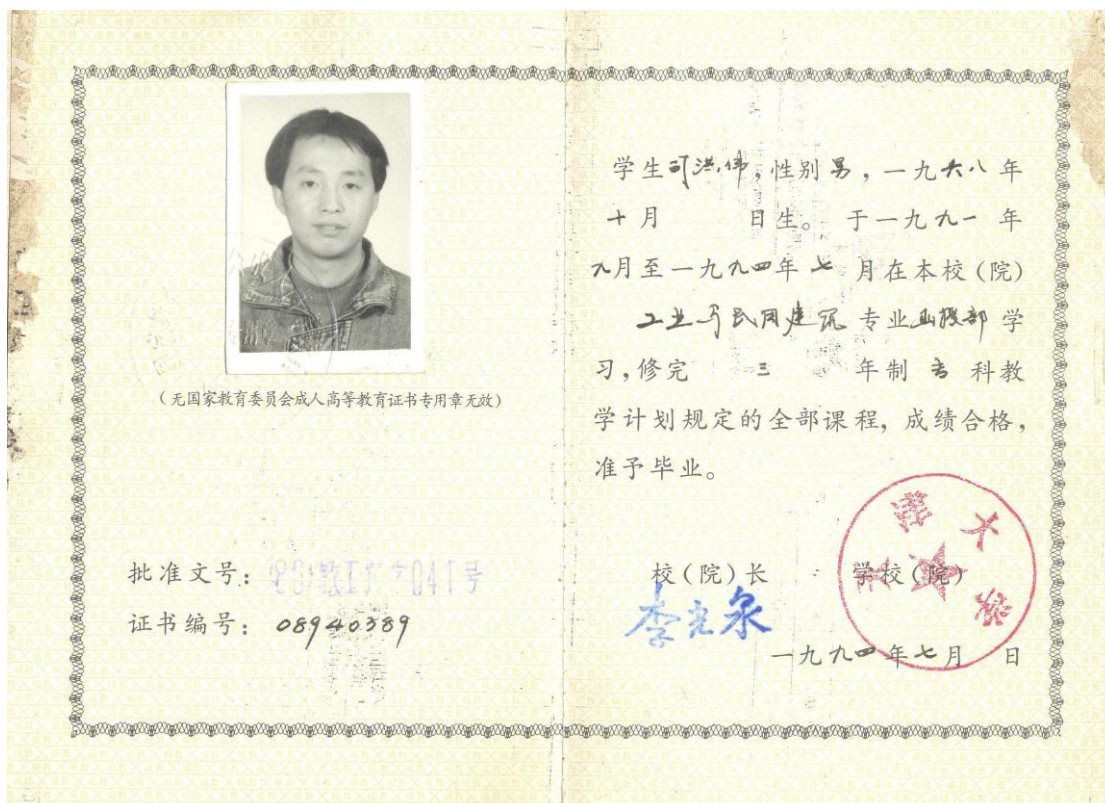 (无国家教育委员会成人高等教育证书专用章无效)
批准文号:
证书编号: 08940389
学生司洪伟,性别男,一九六八年
十月 日生。于一九九一年
九月至一九九四年七月在本校(院)
工业与民用建筑专业函授部学
习,修完 三 年制专科教
学计划规定的全部课程,成绩合格,
准予毕业。
校(院)长 学校(院)
李光泉
一九九四年七月 日